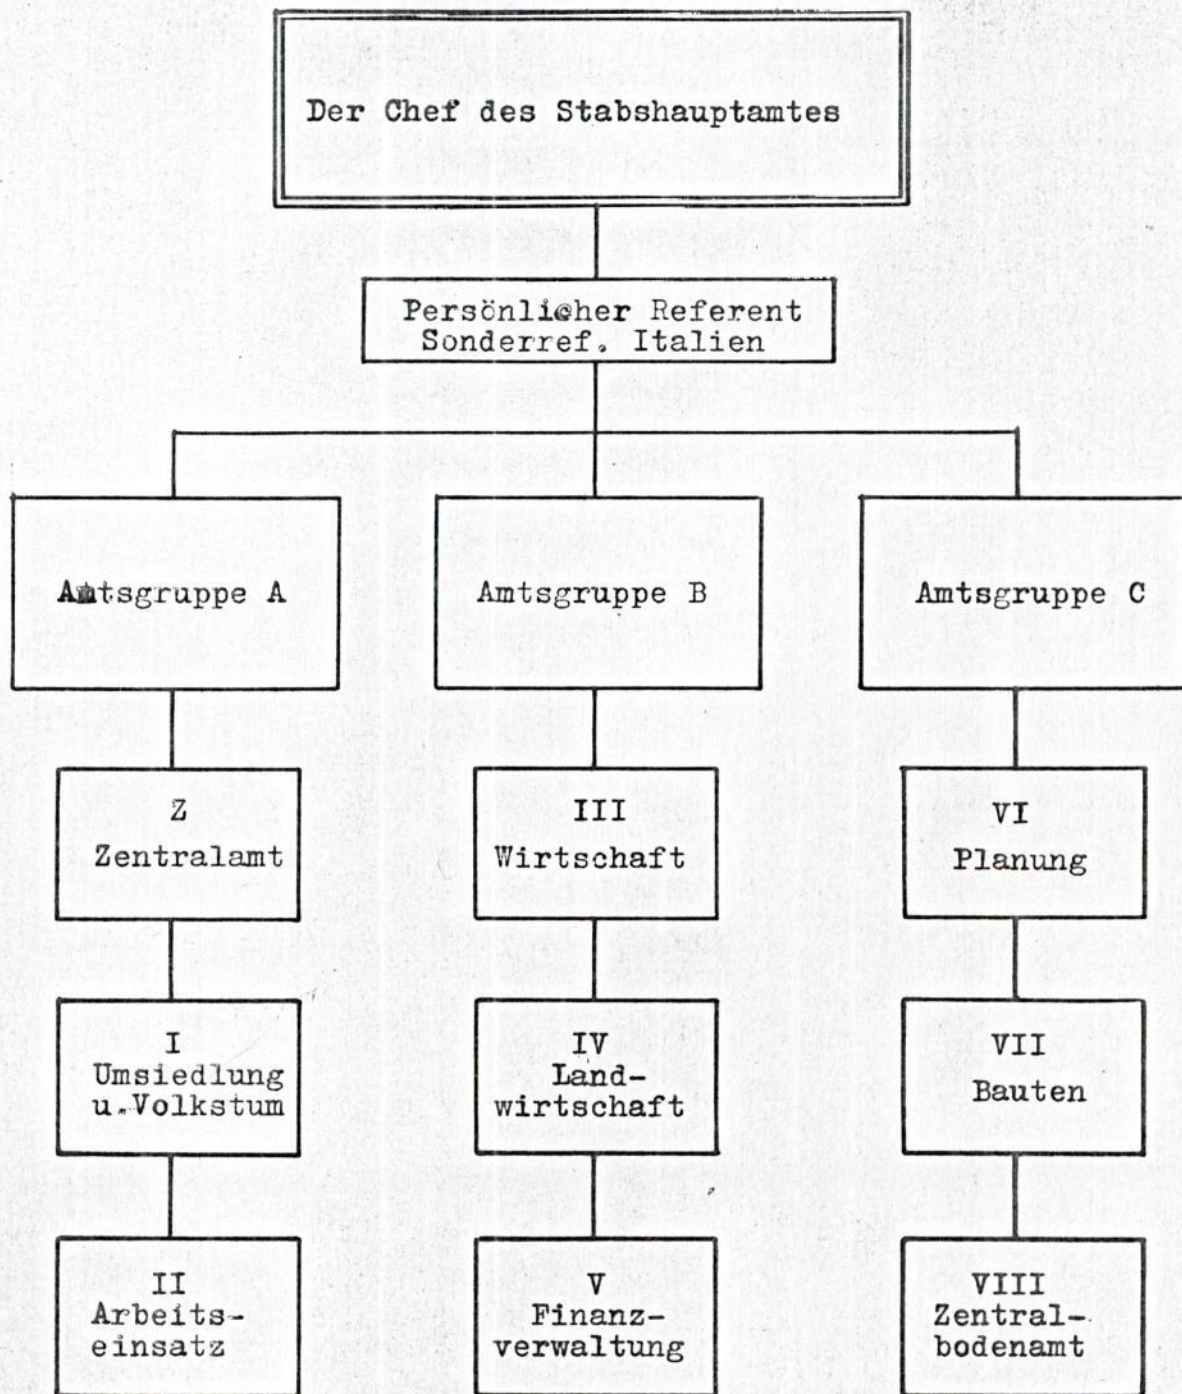 Der Chef des Stabshauptamtes
Persönlicher Referent
Sonderref. Italien
Amtsgruppe A
Amtsgruppe B
Amtsgruppe C
Z
Zentralamt
III
Wirtschaft
VI
Planung
I
Umsiedlung
u.Volkstum
IV
Land-
wirtschaft
VII
Bauten
II
Arbeits-
einsatz
V
Finanz-
verwaltung
VIII
Zentral-
bodenamt